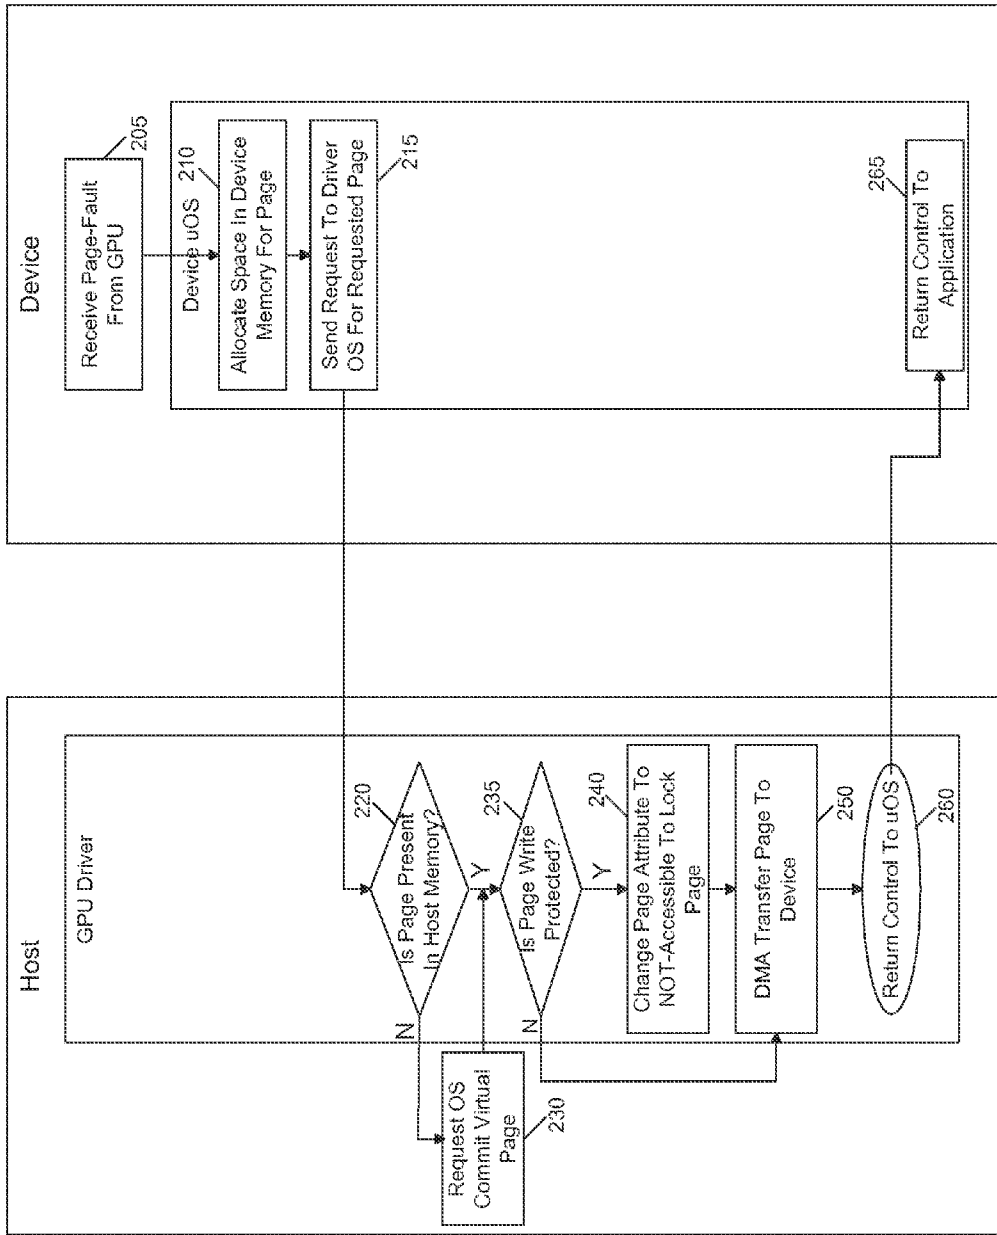 Host
GPU Driver
Is Page Present
In Host Memory?
220
N
Y
Request OS
Commit Virtual
Page
230
Is Page Write
Protected?
235
N
Y
Change Page Attribute To
NOT-Accessible To Lock
Page
240
DMA Transfer Page To
Device
250
Return Control To uOS
260
Device
Receive Page-Fault
From GPU
205
Device uOS
210
Allocate Space In Device
Memory For Page
Send Request To Driver
OS For Requested Page
215
265
Return Control To
Application